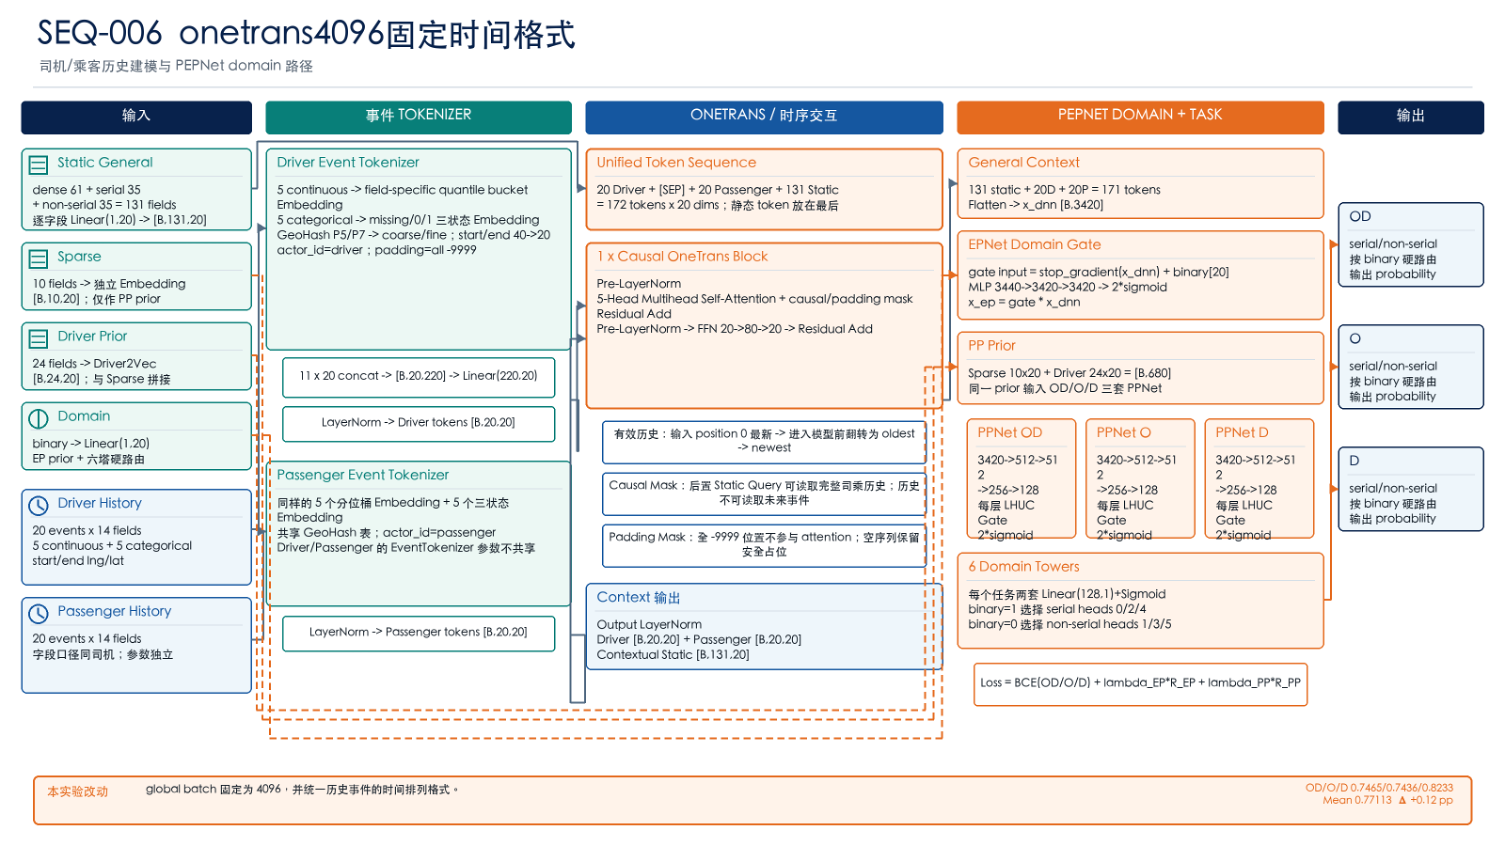 SEQ-006 onetrans4096固定时间格式
司机/乘客历史建模与 PEPNet domain 路径
输入
事件 TOKENIZER
ONETRANS / 时序交互
PEPNET DOMAIN + TASK
输出
Static General
dense 61 + serial 35
+ non-serial 35 = 131 fields
逐字段 Linear(1,20) -> [B,131,20]
Sparse
10 fields -> 独立 Embedding
[B,10,20]；仅作 PP prior
Driver Prior
24 fields -> Driver2Vec
[B,24,20]；与 Sparse 拼接
Domain
binary -> Linear(1,20)
EP prior + 六塔硬路由
Driver History
20 events x 14 fields
5 continuous + 5 categorical
start/end lng/lat
Passenger History
20 events x 14 fields
字段口径同司机；参数独立
Driver Event Tokenizer
5 continuous -> field-specific quantile bucket
Embedding
5 categorical -> missing/0/1 三状态 Embedding
GeoHash P5/P7 -> coarse/fine；start/end 40->20
actor_id=driver；padding=all -9999
11 x 20 concat -> [B,20,220] -> Linear(220,20)
LayerNorm -> Driver tokens [B,20,20]
Passenger Event Tokenizer
同样的 5 个分位桶 Embedding + 5 个三状态
Embedding
共享 GeoHash 表；actor_id=passenger
Driver/Passenger 的 EventTokenizer 参数不共享
LayerNorm -> Passenger tokens [B,20,20]
Unified Token Sequence
20 Driver + [SEP] + 20 Passenger + 131 Static
= 172 tokens x 20 dims；静态 token 放在最后
1 x Causal OneTrans Block
Pre-LayerNorm
5-Head Multihead Self-Attention + causal/padding mask
Residual Add
Pre-LayerNorm -> FFN 20->80->20 -> Residual Add
有效历史：输入 position 0 最新 -> 进入模型前翻转为 oldest
-> newest
Causal Mask：后置 Static Query 可读取完整司乘历史；历史
不可读取未来事件
Padding Mask：全 -9999 位置不参与 attention；空序列保留
安全占位
Context 输出
Output LayerNorm
Driver [B,20,20] + Passenger [B,20,20]
Contextual Static [B,131,20]
General Context
131 static + 20D + 20P = 171 tokens
Flatten -> x_dnn [B,3420]
EPNet Domain Gate
gate input = stop_gradient(x_dnn) + binary[20]
MLP 3440->3420->3420 -> 2*sigmoid
x_ep = gate * x_dnn
PP Prior
Sparse 10x20 + Driver 24x20 = [B,680]
同一 prior 输入 OD/O/D 三套 PPNet
PPNet OD
3420->512->51
2
->256->128
每层 LHUC
Gate
2*sigmoid
PPNet O
3420->512->51
2
->256->128
每层 LHUC
Gate
2*sigmoid
PPNet D
3420->512->51
2
->256->128
每层 LHUC
Gate
2*sigmoid
6 Domain Towers
每个任务两套 Linear(128,1)+Sigmoid
binary=1 选择 serial heads 0/2/4
binary=0 选择 non-serial heads 1/3/5
Loss = BCE(OD/O/D) + lambda_EP*R_EP + lambda_PP*R_PP
OD
serial/non-serial
按 binary 硬路由
输出 probability
O
serial/non-serial
按 binary 硬路由
输出 probability
D
serial/non-serial
按 binary 硬路由
输出 probability
本实验改动
global batch 固定为 4096，并统一历史事件的时间排列格式。
OD/O/D 0.7465/0.7436/0.8233
Mean 0.77113 Δ +0.12 pp